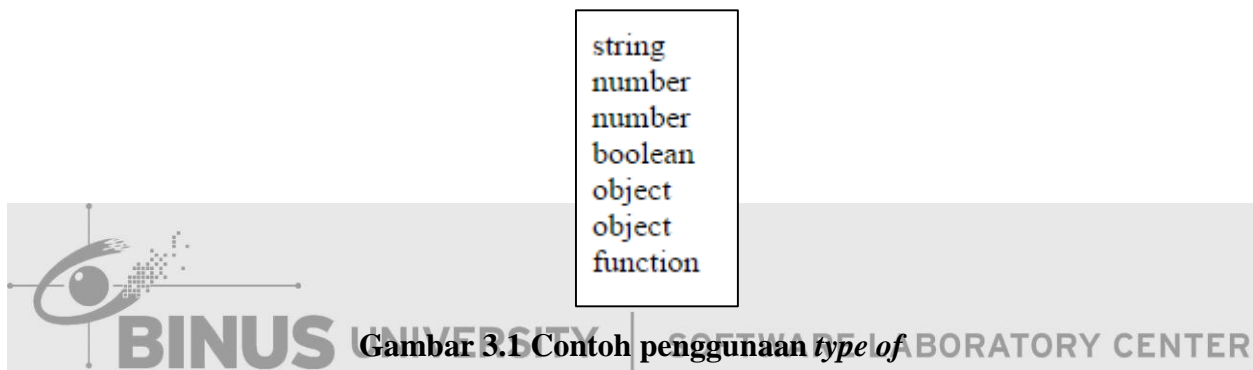 string
number
number
boolean
object
object
function
BINUS UNIVERSITY | SOFTWARE LABORATORY CENTER
Gambar 3.1 Contoh penggunaan type of